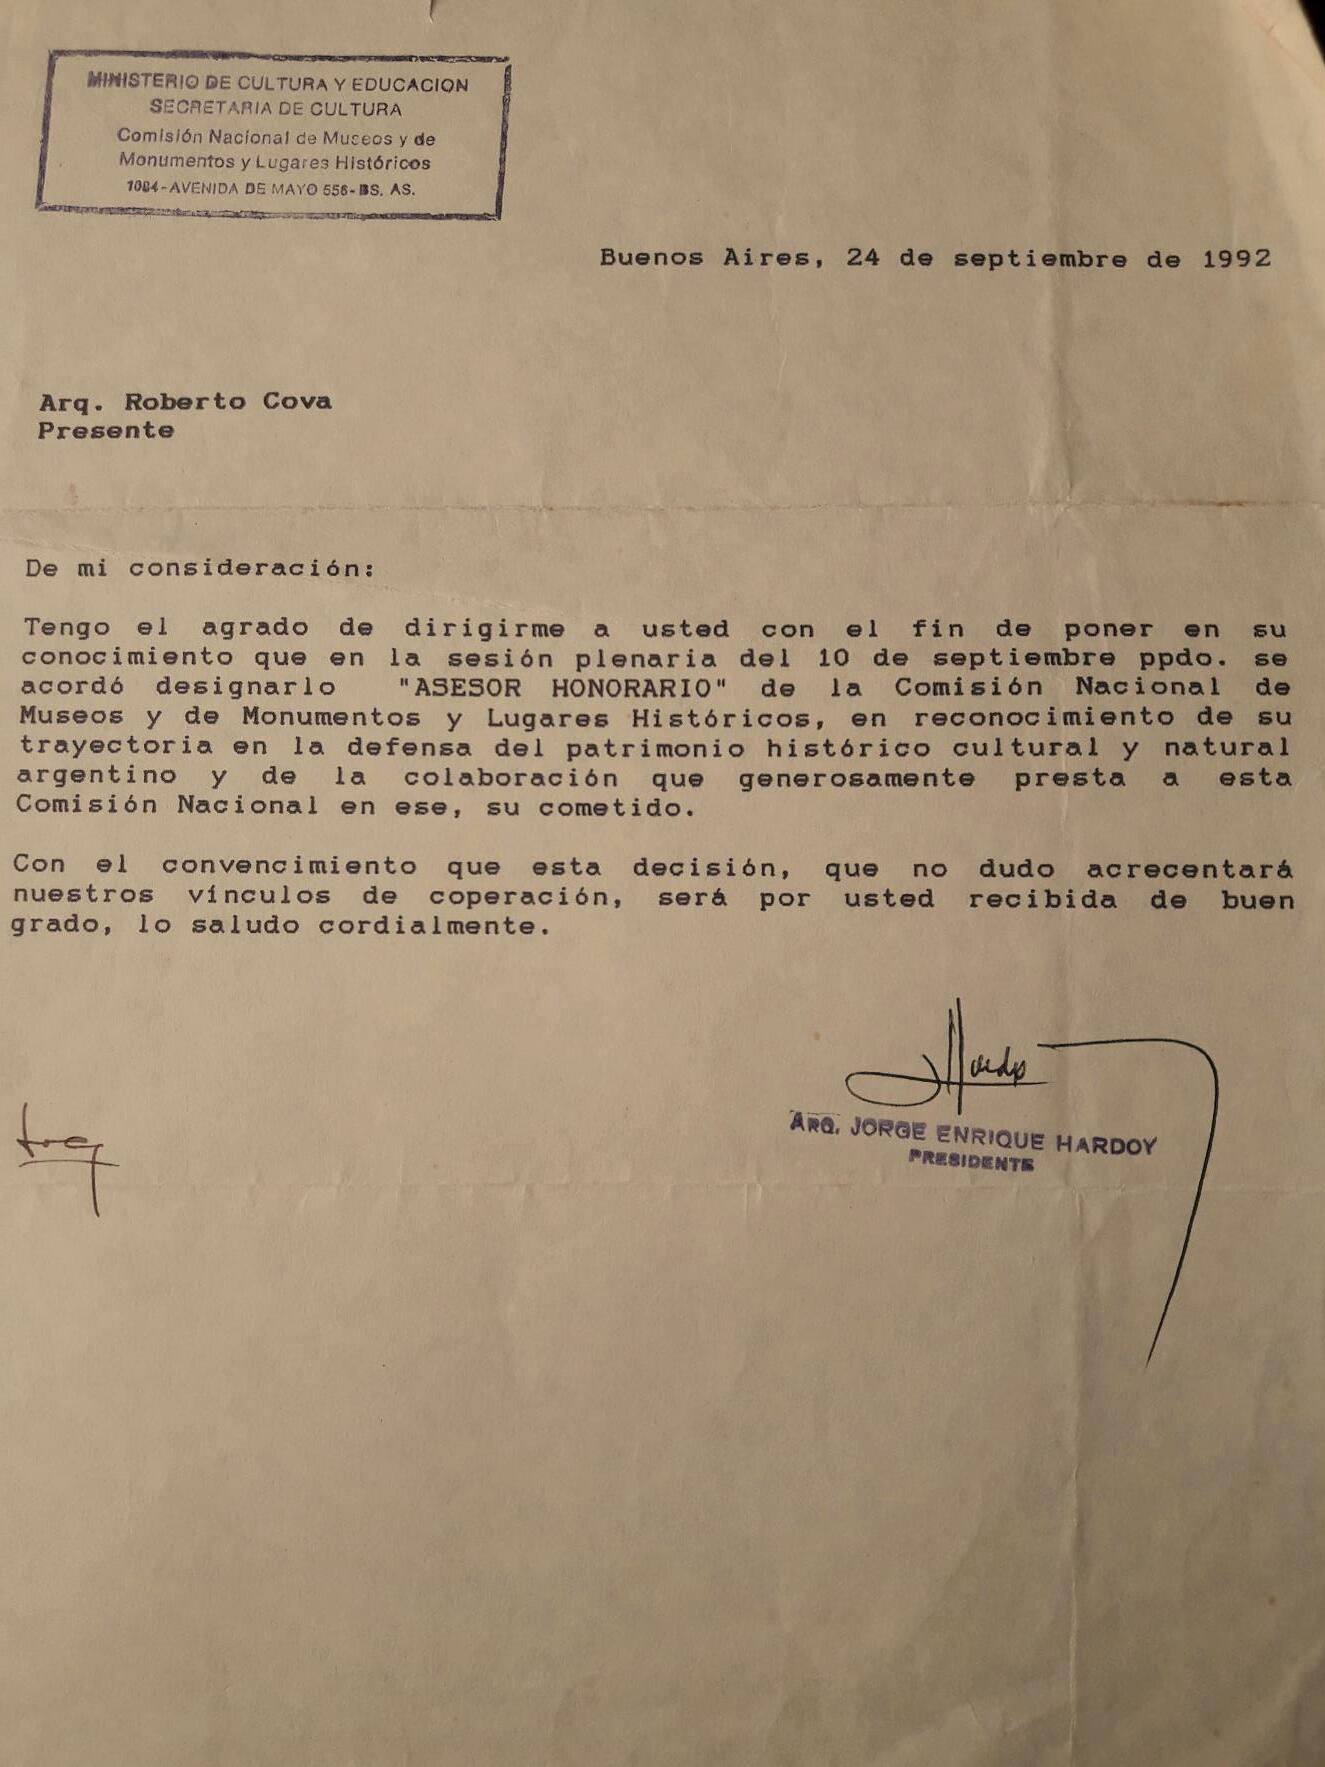 MINISTERIO DE CULTURA Y EDUCACION
SECRETARIA DE CULTURA
Comisión Nacional de Museos y de
Monumentos y Lugares Históricos
1084-AVENIDA DE MAYO 556-BS. AS.
Buenos Aires, 24 de septiembre de 1992
Arq. Roberto Cova
Presente
De mi consideración:
Tengo el agrado de dirigirme a usted con el fin de poner en su
conocimiento que en la sesión plenaria del 10 de septiembre ppdo. se
acordó designarlo "ASESOR HONORARIO" de la Comisión Nacional de
Museos y de Monumentos y Lugares Históricos, en reconocimiento de su
trayectoria en la defensa del patrimonio histórico cultural y natural
argentino y de la colaboración que generosamente presta a esta
Comisión Nacional en ese, su cometido.
Con el convencimiento que esta decisión, que no dudo acrecentará
nuestros vínculos de coperación, será por usted recibida de buen
grado, lo saludo cordialmente.
Hardoy
ARQ. JORGE ENRIQUE HARDOY
PRESIDENTE